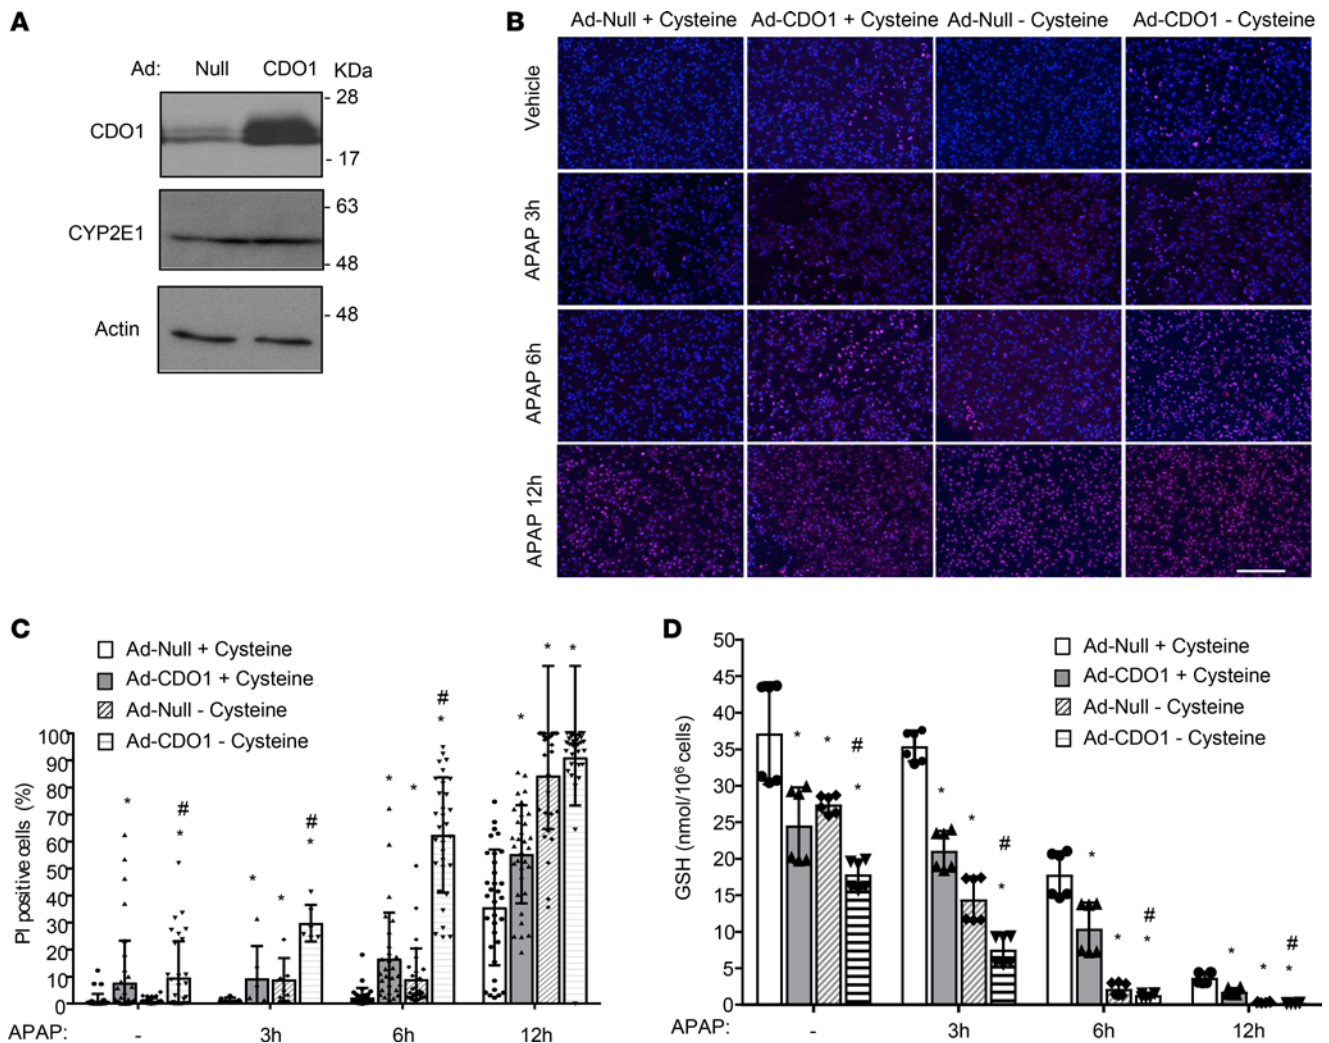 A
Ad: Null CDO1 KDa
- 28
CDO1
- 17
- 63
CYP2E1
- 48
- 48
Actin
B
Ad-Null + Cysteine Ad-CDO1 + Cysteine Ad-Null - Cysteine Ad-CDO1 - Cysteine
Vehicle
APAP 3h
APAP 6h
APAP 12h
C
Ad-Null + Cysteine
Ad-CDO1 + Cysteine
Ad-Null - Cysteine
Ad-CDO1 - Cysteine
PI positive cells (%)
100
90
80
70
60
50
40
30
20
10
0
* # * * * # * * * # * * * *
APAP: - 3h 6h 12h
D
Ad-Null + Cysteine
Ad-CDO1 + Cysteine
Ad-Null - Cysteine
Ad-CDO1 - Cysteine
GSH (nmol/10⁶ cells)
50
45
40
35
30
25
20
15
10
5
0
* * # * * * # * * * # * * * # *
APAP: - 3h 6h 12h